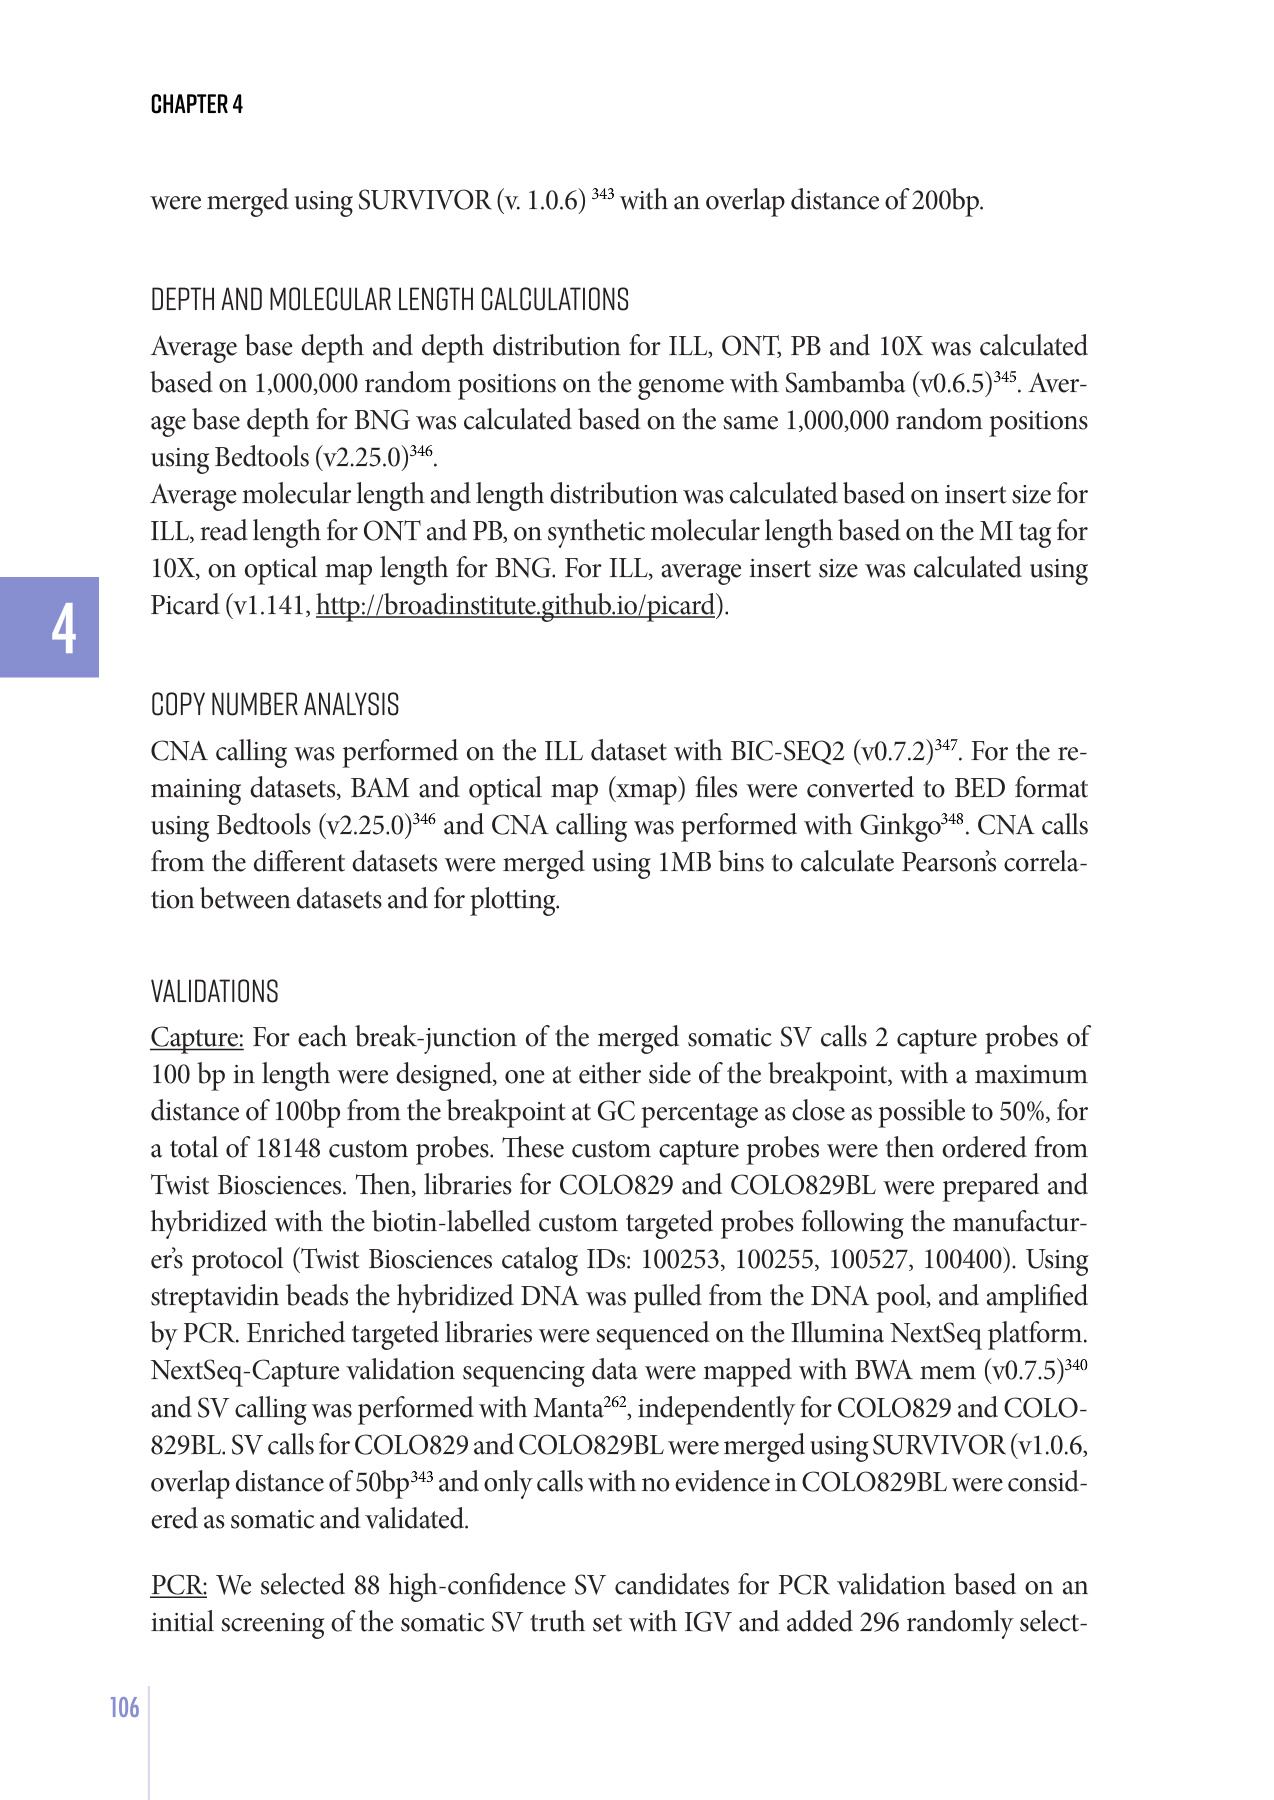 CHAPTER 4
were merged using SURVIVOR (v. 1.0.6) 343 with an overlap distance of 200bp.
DEPTH AND MOLECULAR LENGTH CALCULATIONS
Average base depth and depth distribution for ILL, ONT, PB and 10X was calculated
based on 1,000,000 random positions on the genome with Sambamba (v0.6.5)345. Aver-
age base depth for BNG was calculated based on the same 1,000,000 random positions
using Bedtools (v2.25.0)346.
Average molecular length and length distribution was calculated based on insert size for
ILL, read length for ONT and PB, on synthetic molecular length based on the MI tag for
10X, on optical map length for BNG. For ILL, average insert size was calculated using
Picard (v1.141, http://broadinstitute.github.io/picard).
4
COPY NUMBER ANALYSIS
CNA calling was performed on the ILL dataset with BIC-SEQ2 (v0.7.2)347. For the re-
maining datasets, BAM and optical map (xmap) files were converted to BED format
using Bedtools (v2.25.0)346 and CNA calling was performed with Ginkgo348. CNA calls
from the different datasets were merged using 1MB bins to calculate Pearson's correla-
tion between datasets and for plotting.
VALIDATIONS
Capture: For each break-junction of the merged somatic SV calls 2 capture probes of
100 bp in length were designed, one at either side of the breakpoint, with a maximum
distance of 100bp from the breakpoint at GC percentage as close as possible to 50%, for
a total of 18148 custom probes. These custom capture probes were then ordered from
Twist Biosciences. Then, libraries for COLO829 and COLO829BL were prepared and
hybridized with the biotin-labelled custom targeted probes following the manufactur-
er's protocol (Twist Biosciences catalog IDs: 100253, 100255, 100527, 100400). Using
streptavidin beads the hybridized DNA was pulled from the DNA pool, and amplified
by PCR. Enriched targeted libraries were sequenced on the Illumina NextSeq platform.
NextSeq-Capture validation sequencing data were mapped with BWA mem (v0.7.5)340
and SV calling was performed with Manta262, independently for COLO829 and COLO-
829BL. SV calls for COLO829 and COLO829BL were merged using SURVIVOR (v1.0.6,
overlap distance of 50bp343 and only calls with no evidence in COLO829BL were consid-
ered as somatic and validated.
PCR: We selected 88 high-confidence SV candidates for PCR validation based on an
initial screening of the somatic SV truth set with IGV and added 296 randomly select-
106